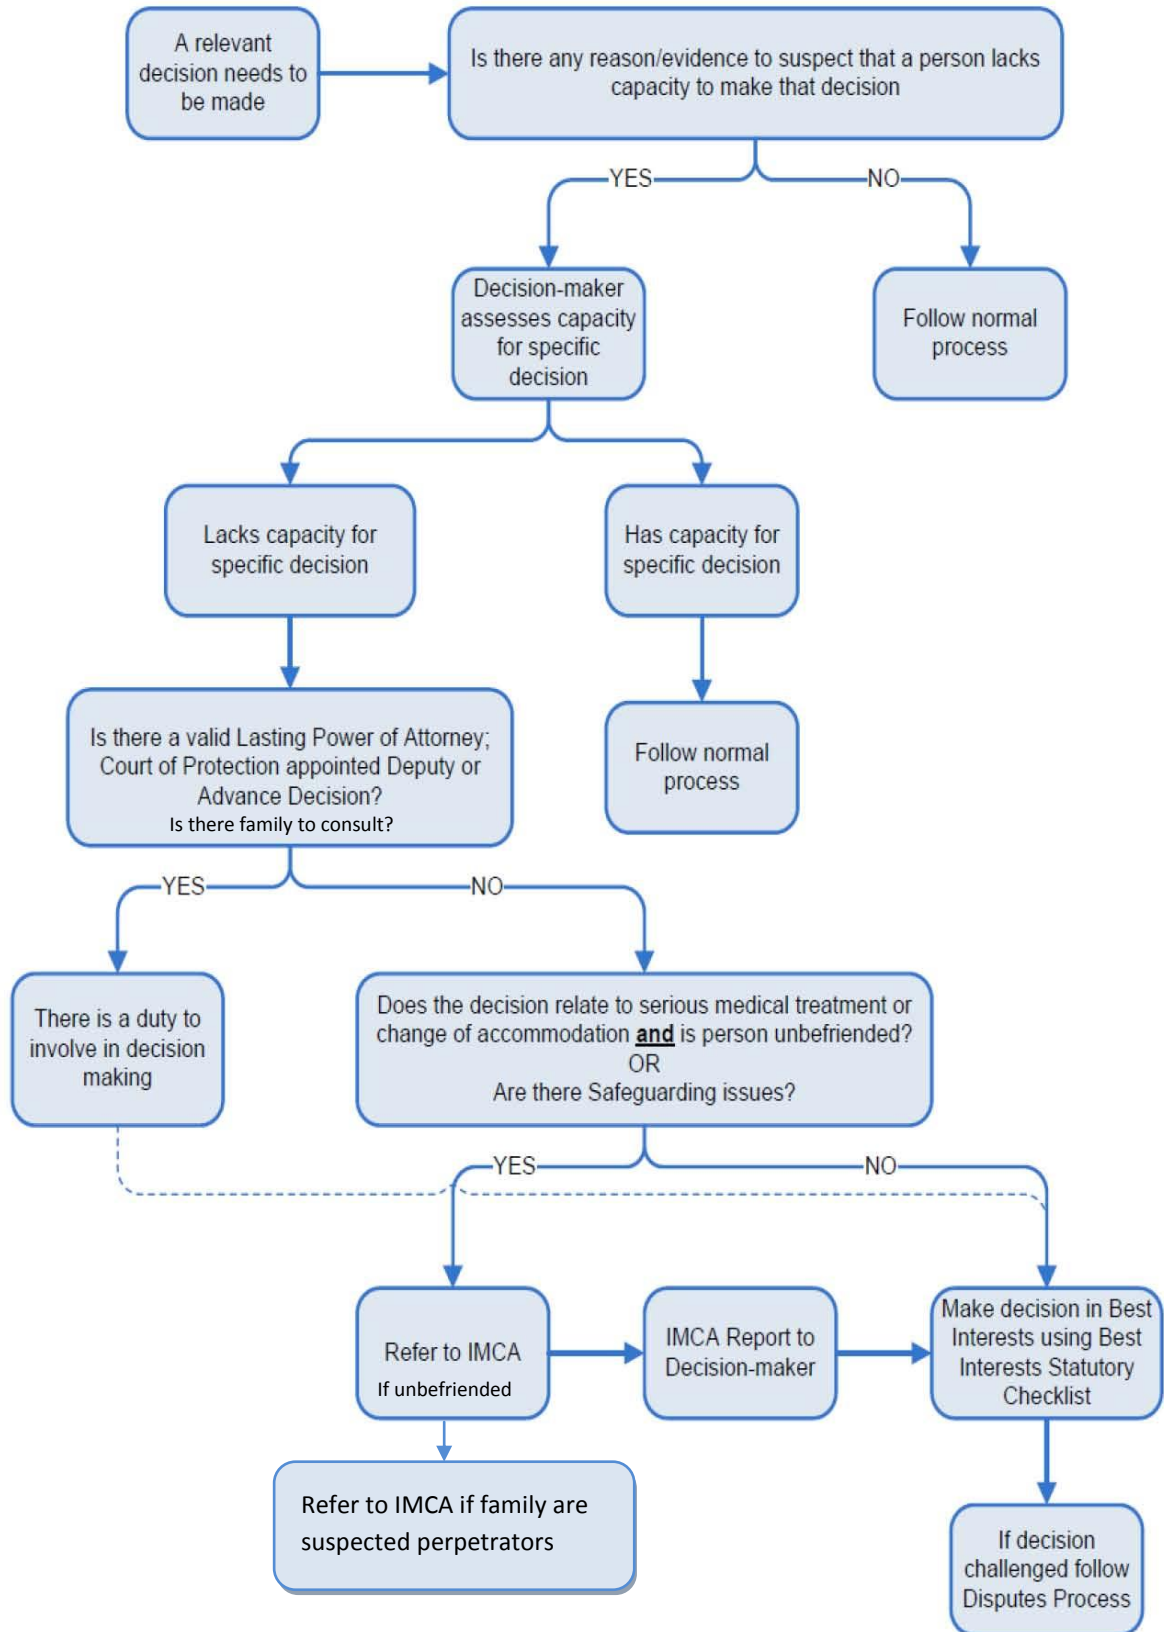 A relevant
decision needs to
be made
Is there any reason/evidence to suspect that a person lacks
capacity to make that decision
YES
NO
Decision-maker
assesses capacity
for specific
decision
Follow normal
process
Lacks capacity for
specific decision
Has capacity for
specific decision
Is there a valid Lasting Power of Attorney;
Court of Protection appointed Deputy or
Advance Decision?
Is there family to consult?
Follow normal
process
YES
NO
There is a duty to
involve in decision
making
Does the decision relate to serious medical treatment or
change of accommodation and is person unbefriended?
OR
Are there Safeguarding issues?
YES
NO
Refer to IMCA
If unbefriended
IMCA Report to
Decision-maker
Make decision in Best
Interests using Best
Interests Statutory
Checklist
Refer to IMCA if family are
suspected perpetrators
If decision
challenged follow
Disputes Process